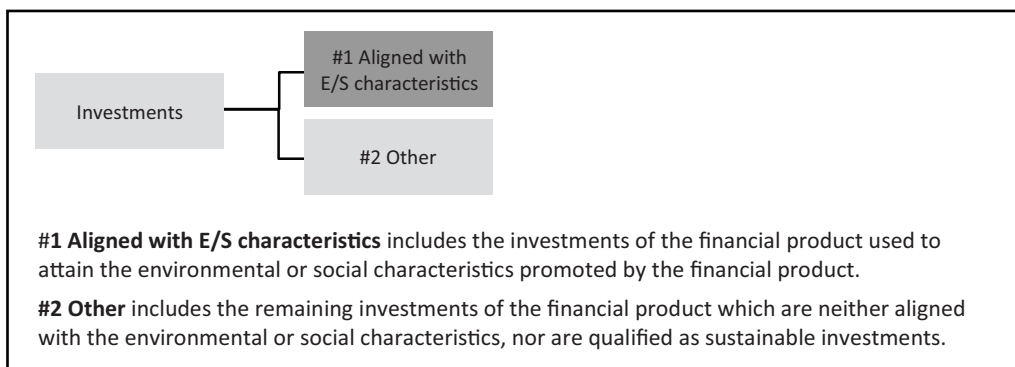 #1 Aligned with
E/S characteristics
Investments
#2 Other
#1 Aligned with E/S characteristics includes the investments of the financial product used to
attain the environmental or social characteristics promoted by the financial product.
#2 Other includes the remaining investments of the financial product which are neither aligned
with the environmental or social characteristics, nor are qualified as sustainable investments.